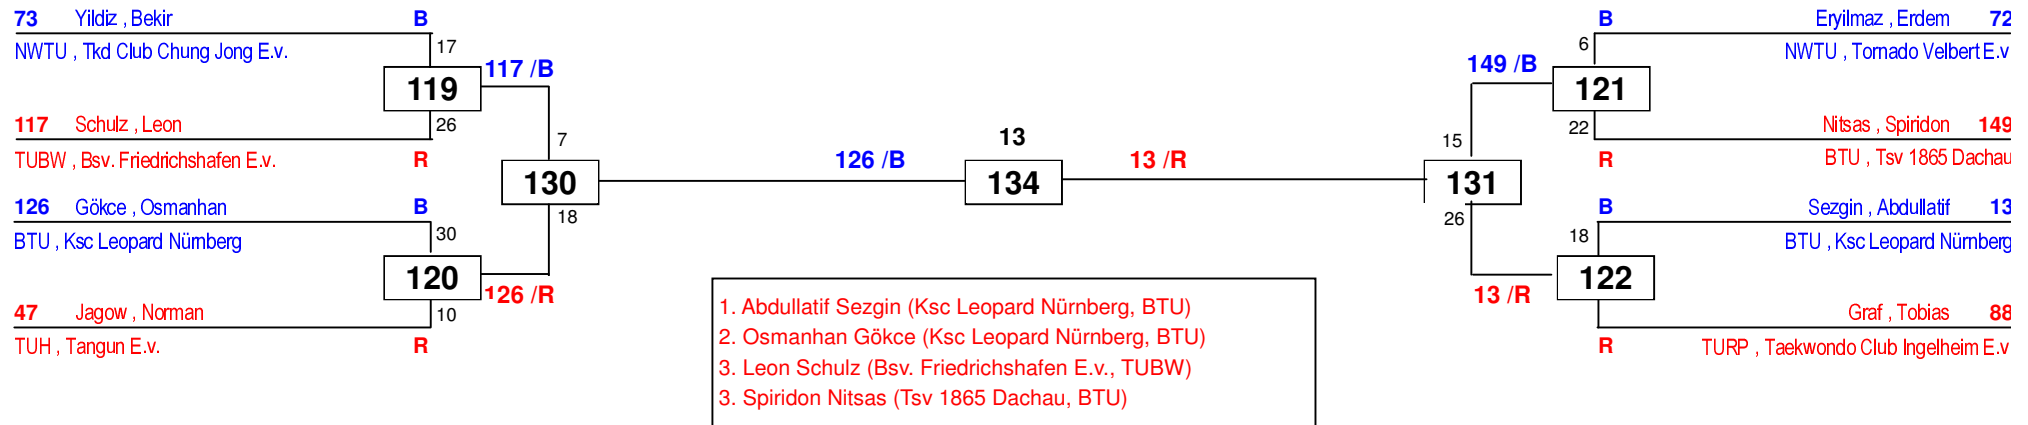 73 Yildiz , Bekir B
17
NWTU , Tkd Club Chung Jong E.v.
119
117 /B
117 Schulz , Leon
26
TUBW , Bsv. Friedrichshafen E.v. R
7
130
18
126 Gökce , Osmanhan B
30
BTU , Ksc Leopard Nürnberg
120
126 /R
47 Jagow , Norman
10
TUH , Tangun E.v. R
126 /B
13
134
13 /R
B Eryilmaz , Erdem 72
6
NWTU , Tornado Velbert E.v
149 /B
121
22
Nitsas , Spiridon 149
R BTU , Tsv 1865 Dachau
15
131
26
B Sezgin , Abdullatif 13
18
BTU , Ksc Leopard Nürnberg
122
13 /R
Graf , Tobias 88
R TURP , Taekwondo Club Ingelheim E.v
1. Abdullatif Sezgin (Ksc Leopard Nürnberg, BTU)
2. Osmanhan Gökce (Ksc Leopard Nürnberg, BTU)
3. Leon Schulz (Bsv. Friedrichshafen E.v., TUBW)
3. Spiridon Nitsas (Tsv 1865 Dachau, BTU)